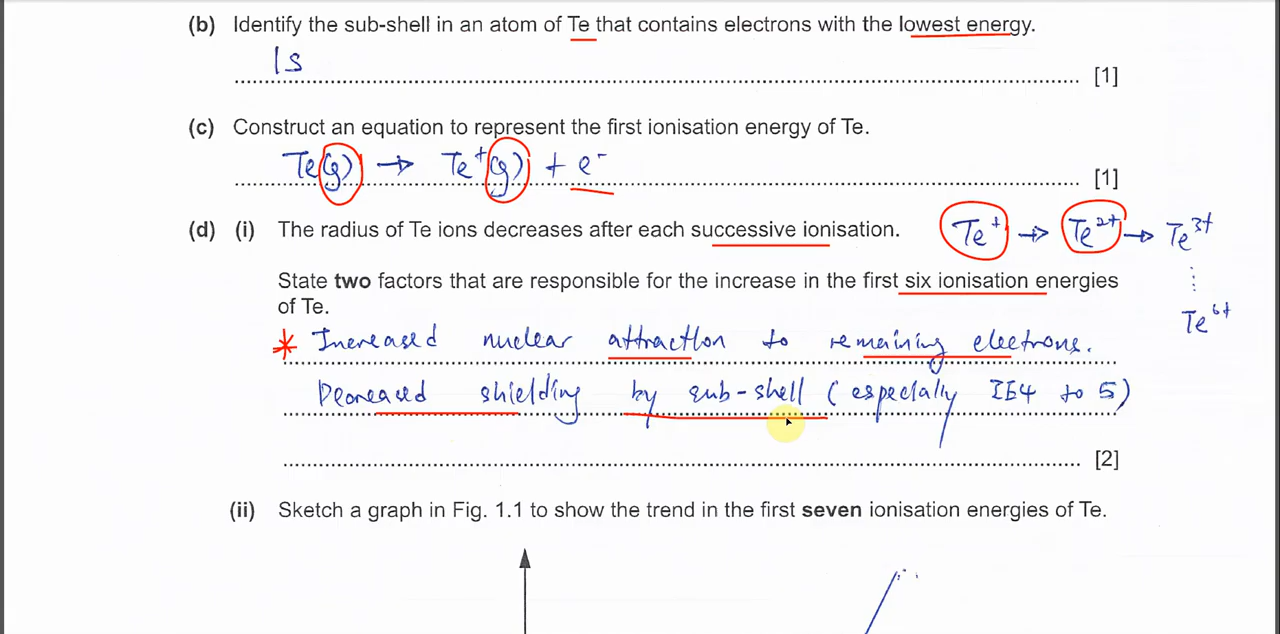 (b) Identify the sub-shell in an atom of Te that contains electrons with the lowest energy.
1s
[1]
(c) Construct an equation to represent the first ionisation energy of Te.
Te(g) → Te⁺(g) + e⁻
[1]
(d) (i) The radius of Te ions decreases after each successive ionisation.
Te⁺ → Te²⁺ → Te³⁺
⋮
Te⁶⁺
State two factors that are responsible for the increase in the first six ionisation energies
of Te.
* Increased nuclear attraction to remaining electrons.
Decreased shielding by sub-shell (especially IE4 to 5)
[2]
(ii) Sketch a graph in Fig. 1.1 to show the trend in the first seven ionisation energies of Te.